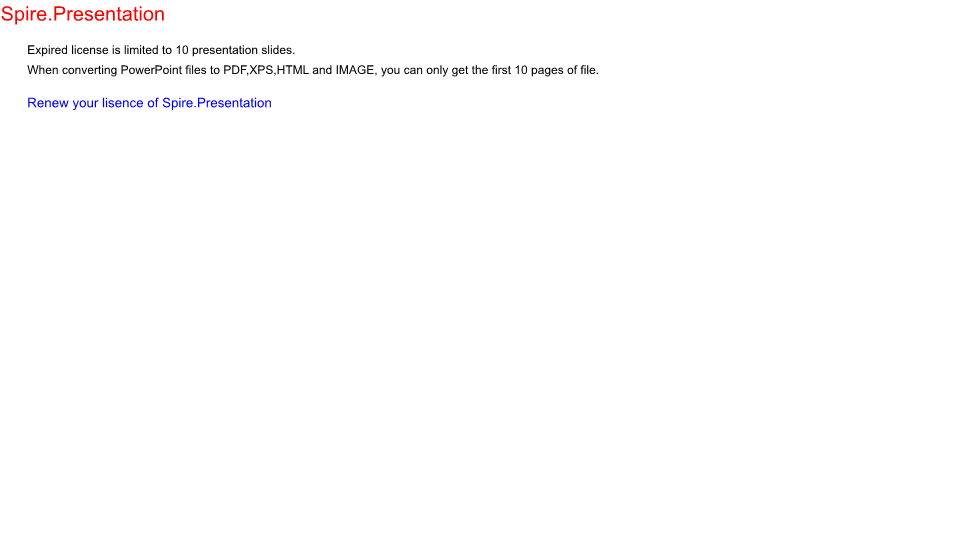 Spire.Presentation
Expired license is limited to 10 presentation slides.
When converting PowerPoint files to PDF,XPS,HTML and IMAGE, you can only get the first 10 pages of file.
Renew your lisence of Spire.Presentation